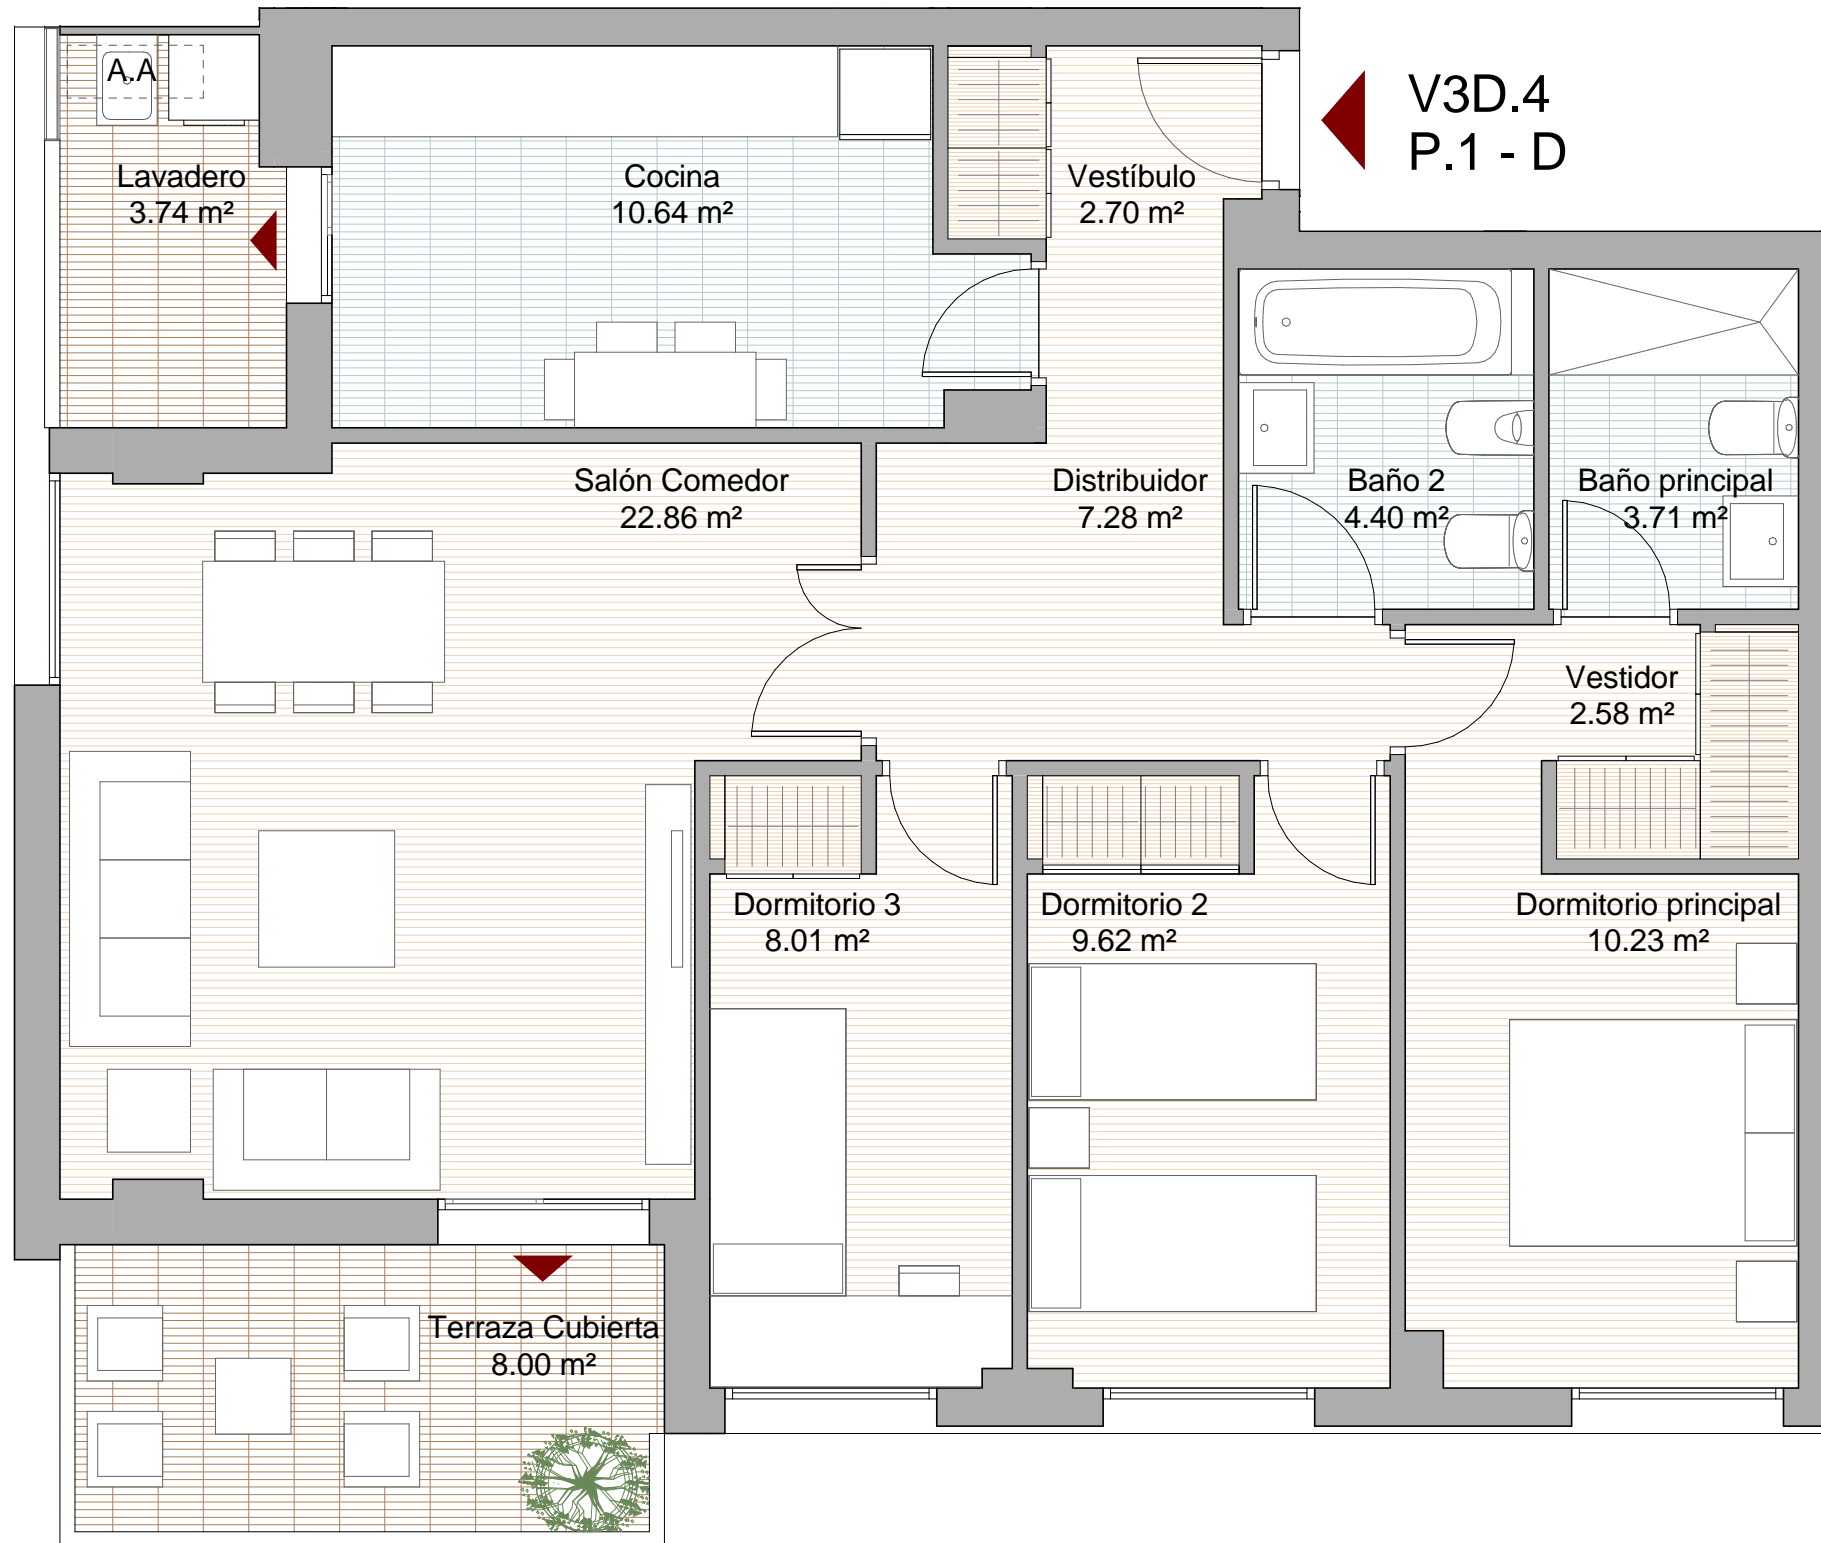 V3D.4
P.1 - D
A.A
Lavadero
3.74 m²
Cocina
10.64 m²
Vestíbulo
2.70 m²
Salón Comedor
22.86 m²
Distribuidor
7.28 m²
Baño 2
4.40 m²
Baño principal
3.71 m²
Vestidor
2.58 m²
Dormitorio 3
8.01 m²
Dormitorio 2
9.62 m²
Dormitorio principal
10.23 m²
Terraza Cubierta
8.00 m²